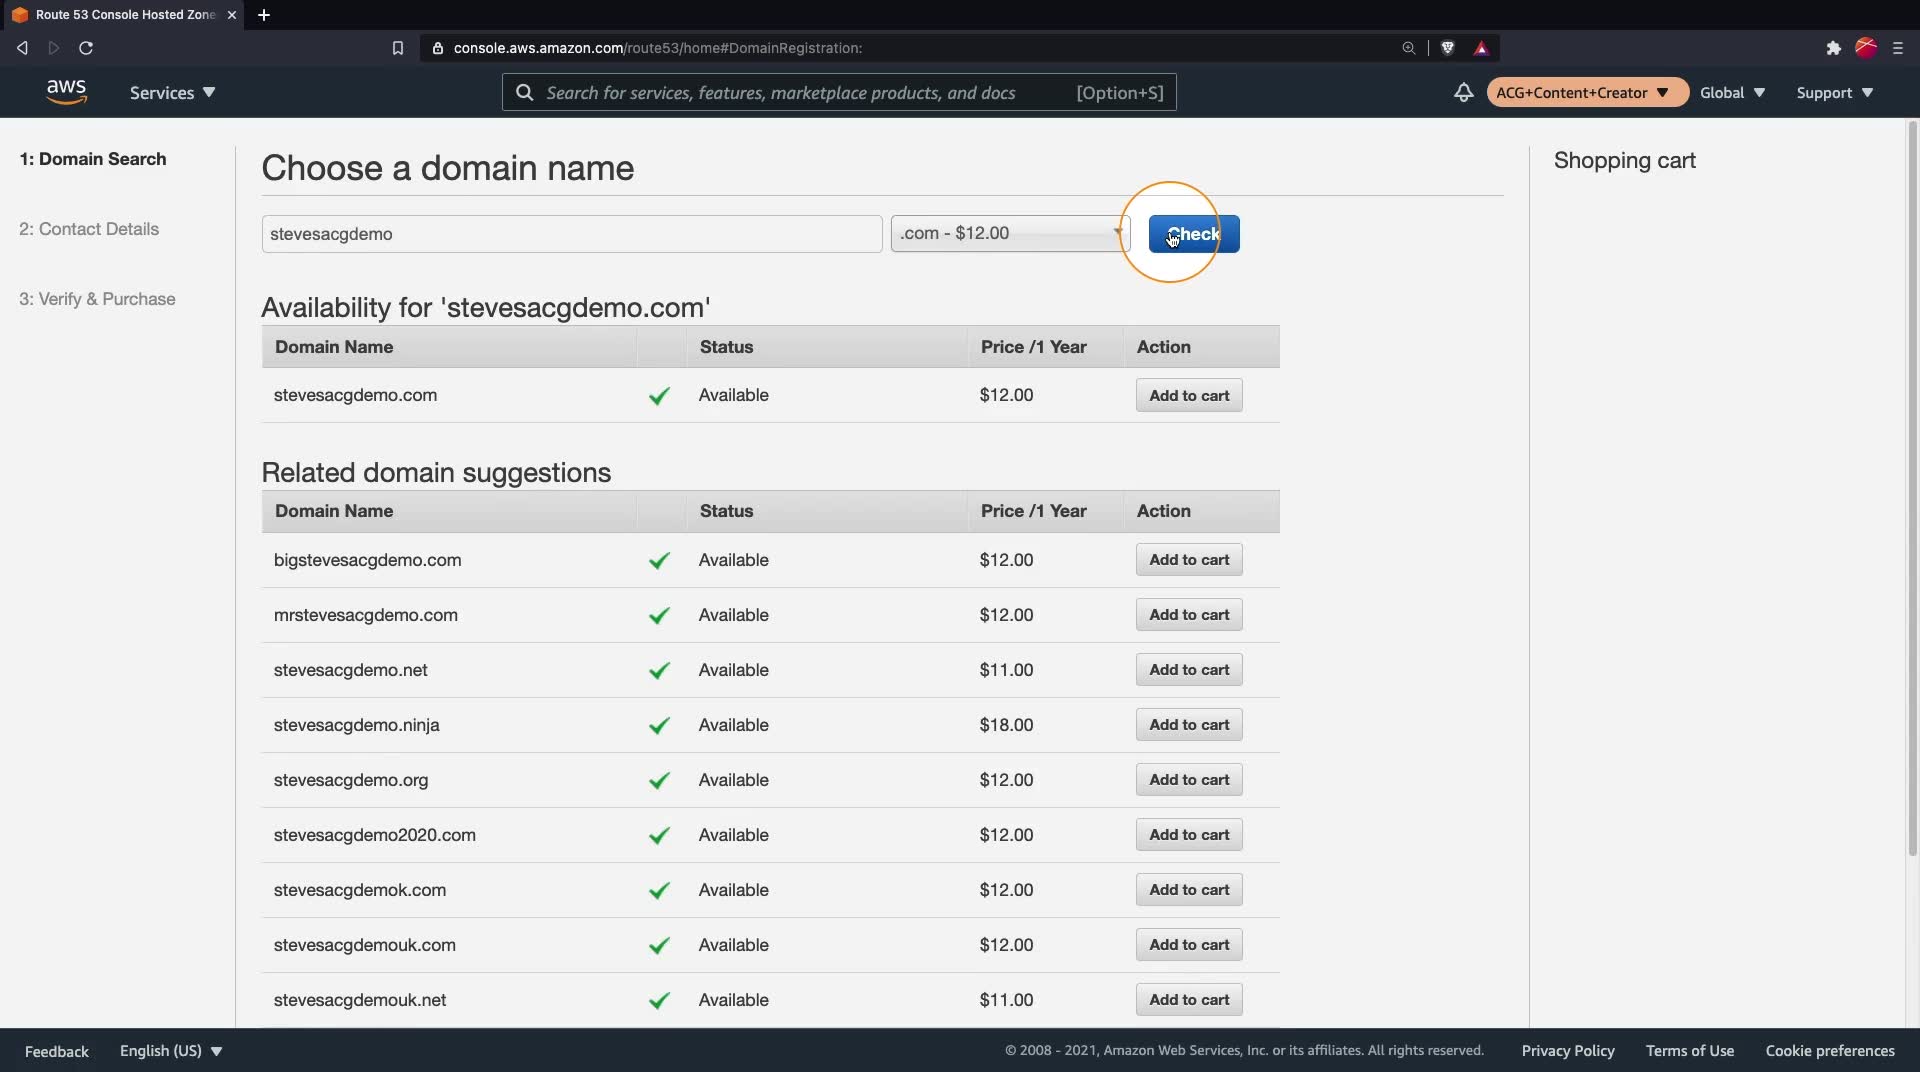 Route 53 Console Hosted Zone
console.aws.amazon.com/route53/home#DomainRegistration:
aws
Services
Search for services, features, marketplace products, and docs [Option+S]
ACG+Content+Creator
Global
Support
1: Domain Search
2: Contact Details
3: Verify & Purchase
Choose a domain name
stevesacgdemo
.com - $12.00
Check
Availability for 'stevesacgdemo.com'
Domain Name Status Price /1 Year Action
stevesacgdemo.com Available $12.00 Add to cart
Related domain suggestions
Domain Name Status Price /1 Year Action
bigstevesacgdemo.com Available $12.00 Add to cart
mrstevesacgdemo.com Available $12.00 Add to cart
stevesacgdemo.net Available $11.00 Add to cart
stevesacgdemo.ninja Available $18.00 Add to cart
stevesacgdemo.org Available $12.00 Add to cart
stevesacgdemo2020.com Available $12.00 Add to cart
stevesacgdemok.com Available $12.00 Add to cart
stevesacgdemouk.com Available $12.00 Add to cart
stevesacgdemouk.net Available $11.00 Add to cart
Shopping cart
Feedback
English (US)
© 2008 - 2021, Amazon Web Services, Inc. or its affiliates. All rights reserved.
Privacy Policy
Terms of Use
Cookie preferences